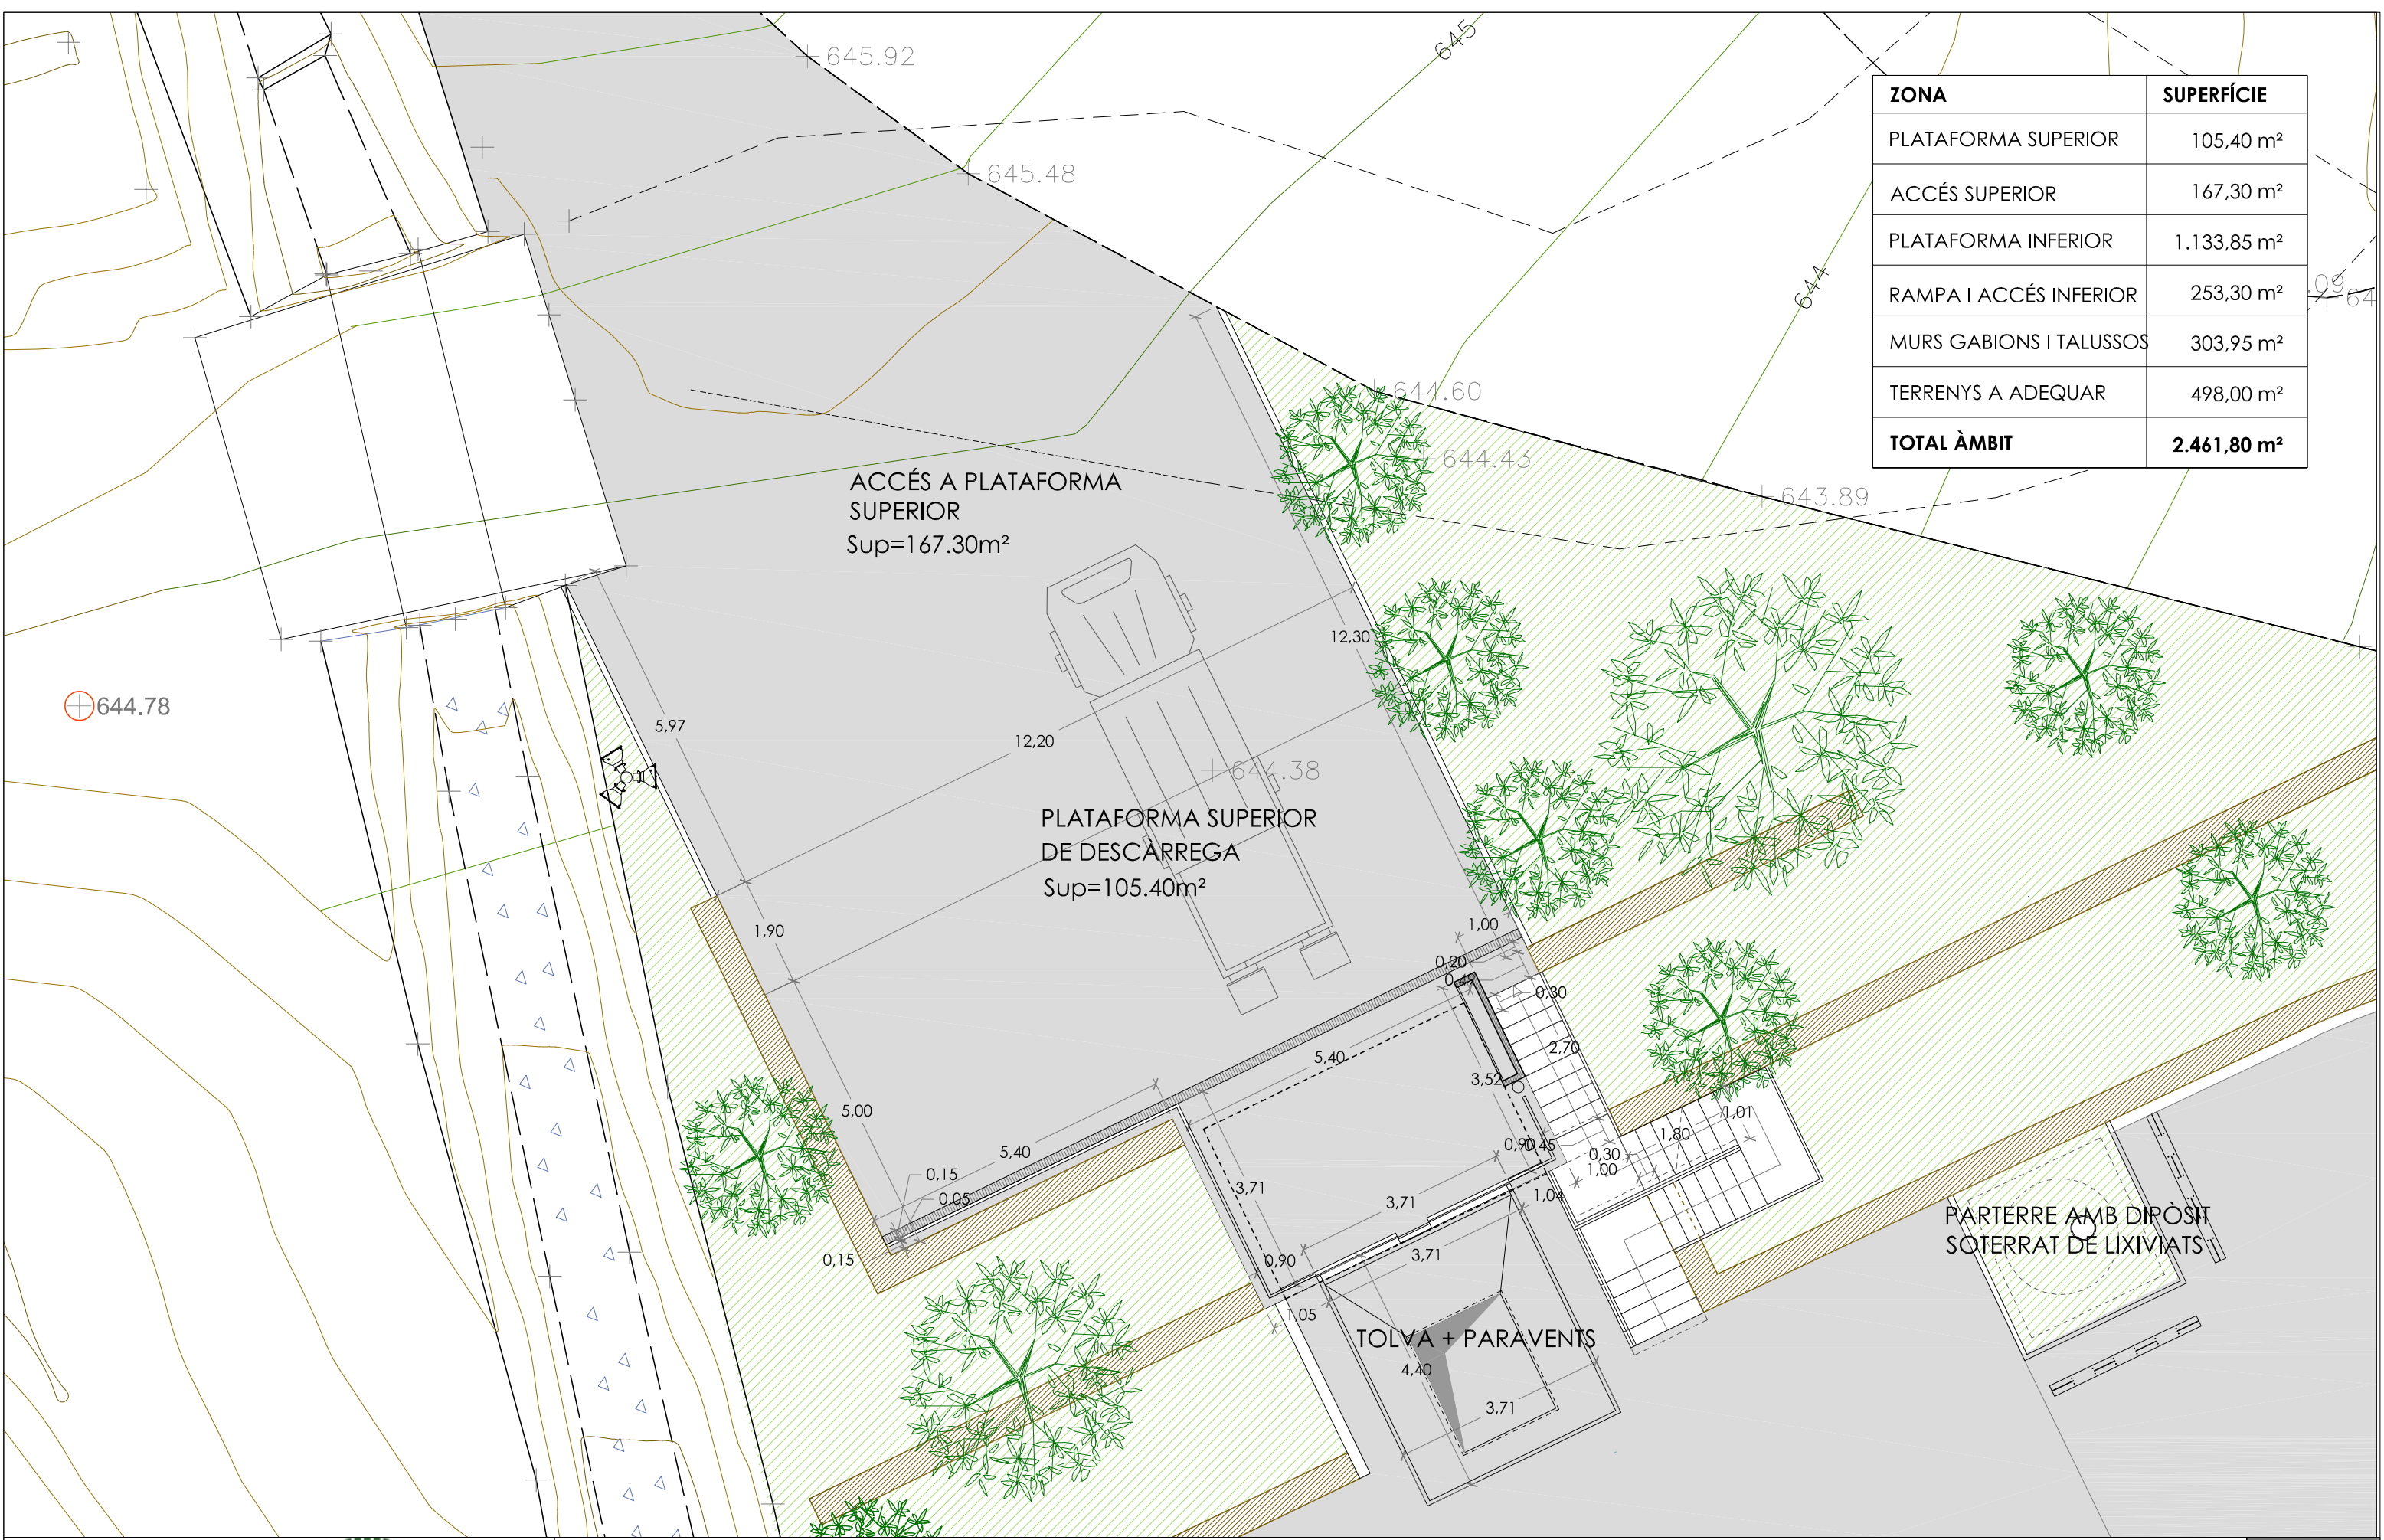 645.92
645
645.48
ZONA SUPERFÍCIE
PLATAFORMA SUPERIOR 105,40 m²
ACCÉS SUPERIOR 167,30 m²
PLATAFORMA INFERIOR 1.133,85 m²
RAMPA I ACCÉS INFERIOR 253,30 m²
MURS GABIONS I TALUSSOS 303,95 m²
TERRENYS A ADEQUAR 498,00 m²
TOTAL ÀMBIT 2.461,80 m²
644
.09
64
644.60
644.43
643.89
ACCÉS A PLATAFORMA
SUPERIOR
Sup=167.30m²
12,30
644.78
5,97
12,20
644.38
PLATAFORMA SUPERIOR
DE DESCÀRREGA
Sup=105.40m²
1,90
1,00
0,20
0,30
5,40
2,70
3,52
5,00
1,01
1,80
5,40
0,90
0,45
0,30
1,00
0,15
0,05
3,71
3,71
1,04
0,15
0,90
3,71
1,05
PARTERRE AMB DIPÒSIT
SOTERRAT DE LIXIVIATS
TOLVA + PARAVENTS
4,40
3,71